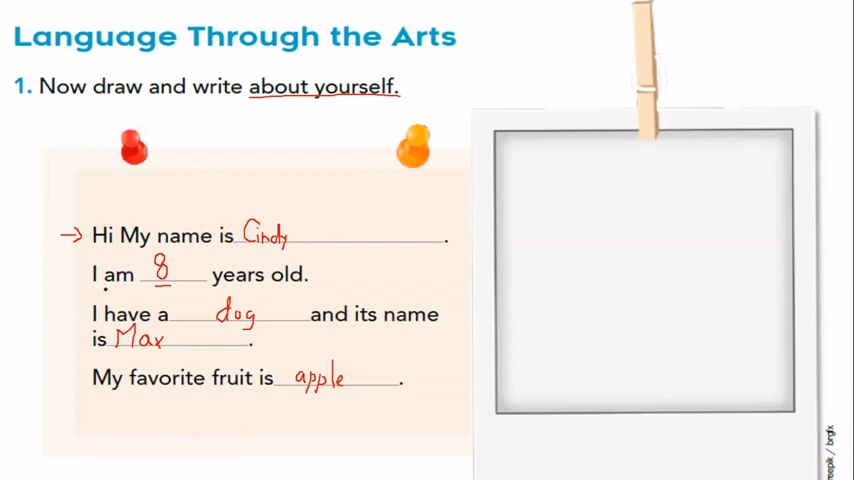 Language Through the Arts
1. Now draw and write about yourself.
Hi My name is Cindy.
I am 8 years old.
I have a dog and its name
is Max.
My favorite fruit is apple.